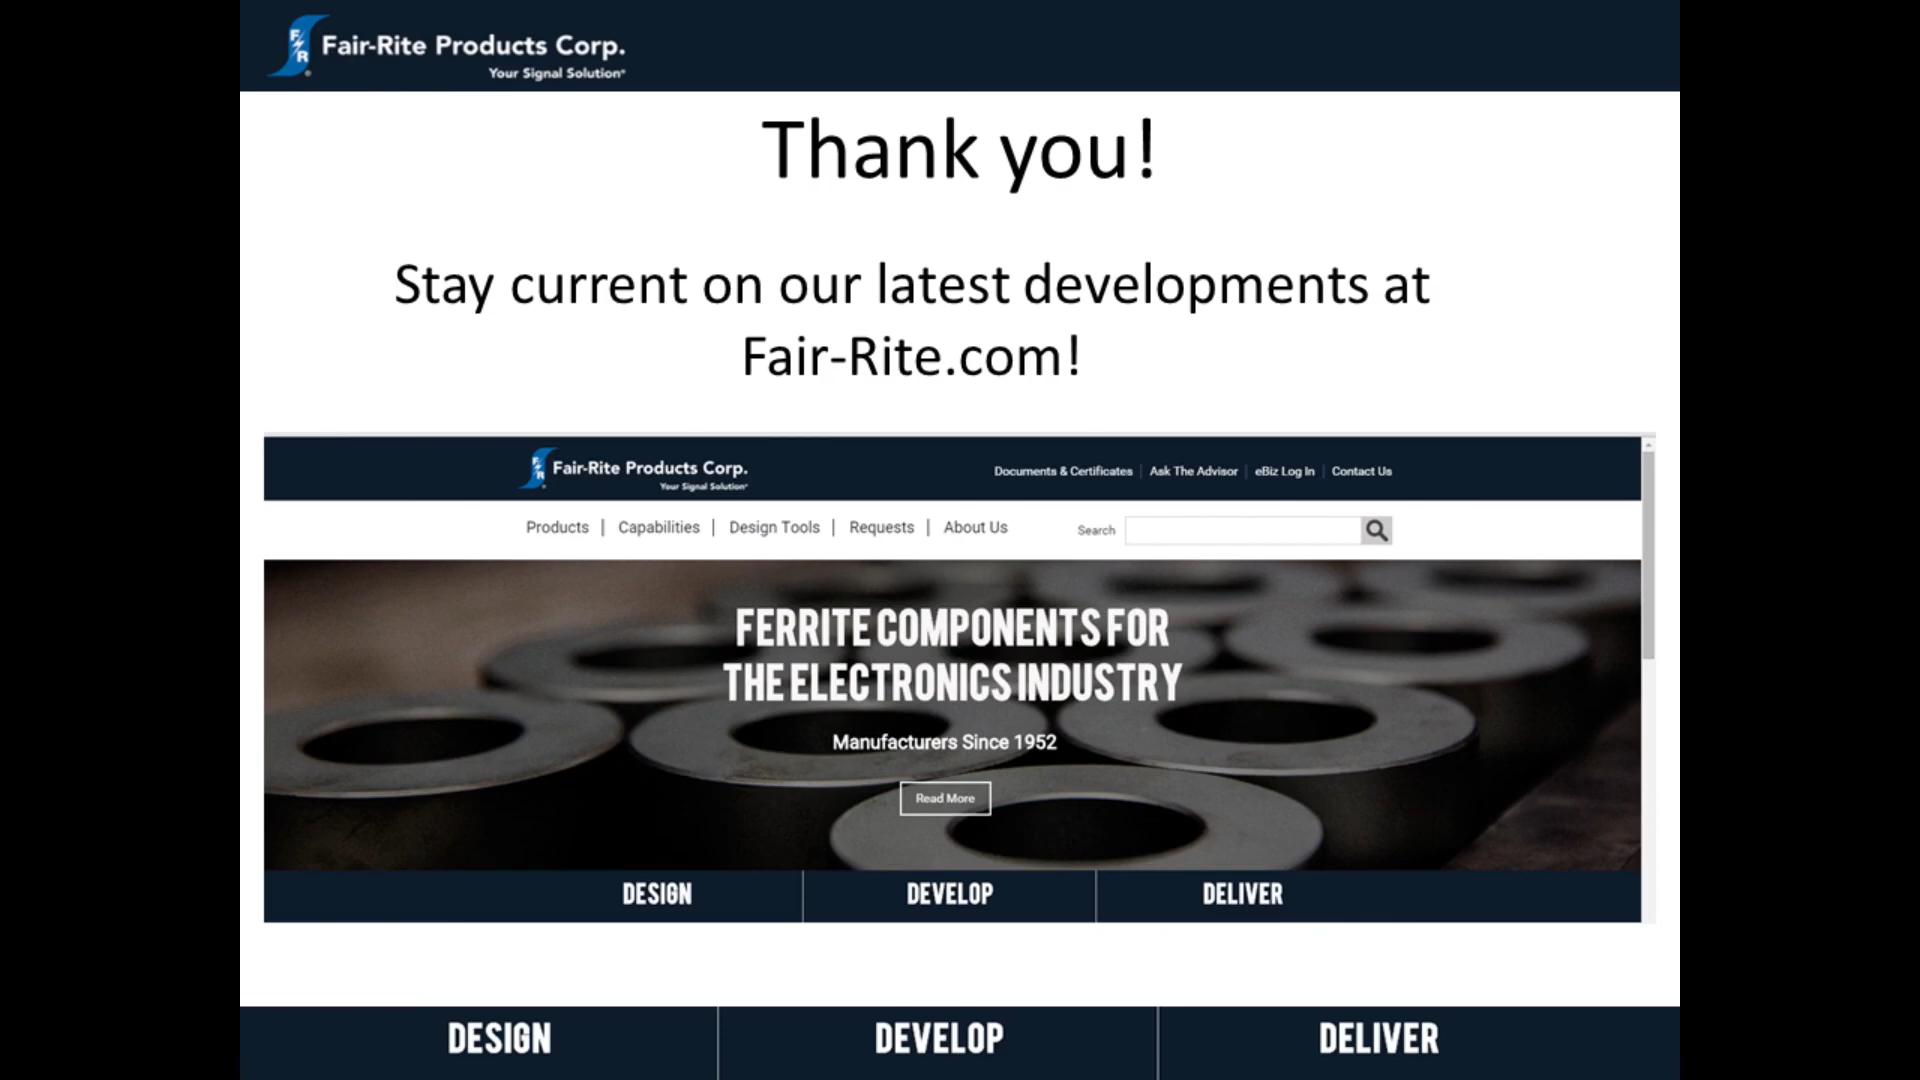 Fair-Rite Products Corp.
Your Signal Solution®
Thank you!
Stay current on our latest developments at
Fair-Rite.com!
Fair-Rite Products Corp.
Your Signal Solution®
Documents & Certificates | Ask The Advisor | eBiz Log In | Contact Us
Products | Capabilities | Design Tools | Requests | About Us
Search
FERRITE COMPONENTS FOR
THE ELECTRONICS INDUSTRY
Manufacturers Since 1952
Read More
DESIGN DEVELOP DELIVER
DESIGN DEVELOP DELIVER